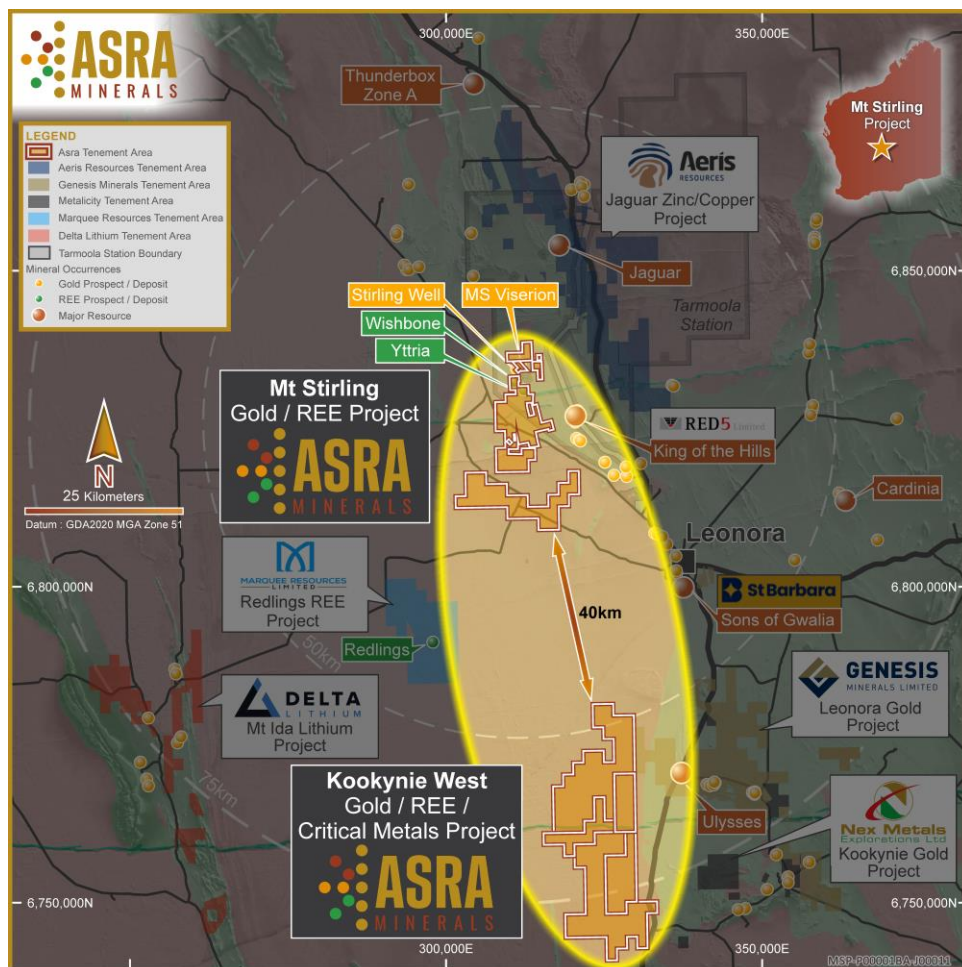 ASRA
MINERALS
300,000E
350,000E
Thunderbox
Zone A
Mt Stirling
Project
LEGEND
Asra Tenement Area
Aeris Resources Tenement Area
Genesis Minerals Tenement Area
Metalicity Tenement Area
Marquee Resources Tenement Area
Delta Lithium Tenement Area
Tarmoola Station Boundary
Mineral Occurrences
Gold Prospect / Deposit
REE Prospect / Deposit
Major Resource
Aeris
RESOURCES
Jaguar Zinc/Copper
Project
Jaguar
6,850,000N
Tarmoola
Station
Stirling Well
MS Viserion
Wishbone
Yttria
Mt Stirling
Gold / REE Project
ASRA
MINERALS
RED5 Limited
King of the Hills
N
25 Kilometers
Datum : GDA2020 MGA Zone 51
Cardinia
Leonora
MARQUEE RESOURCES
LIMITED
Redlings REE
Project
6,800,000N
6,800,000N
40km
St Barbara
Sons of Gwalia
Redlings
50km
DELTA
LITHIUM
Mt Ida Lithium
Project
GENESIS
MINERALS LIMITED
Leonora Gold
Project
75km
Kookynie West
Gold / REE /
Critical Metals Project
ASRA
MINERALS
Ulysses
Nex Metals
Explorations Ltd
Kookynie Gold
Project
6,750,000N
6,750,000N
300,000E
350,000E
MSP-P00001BA-J00011